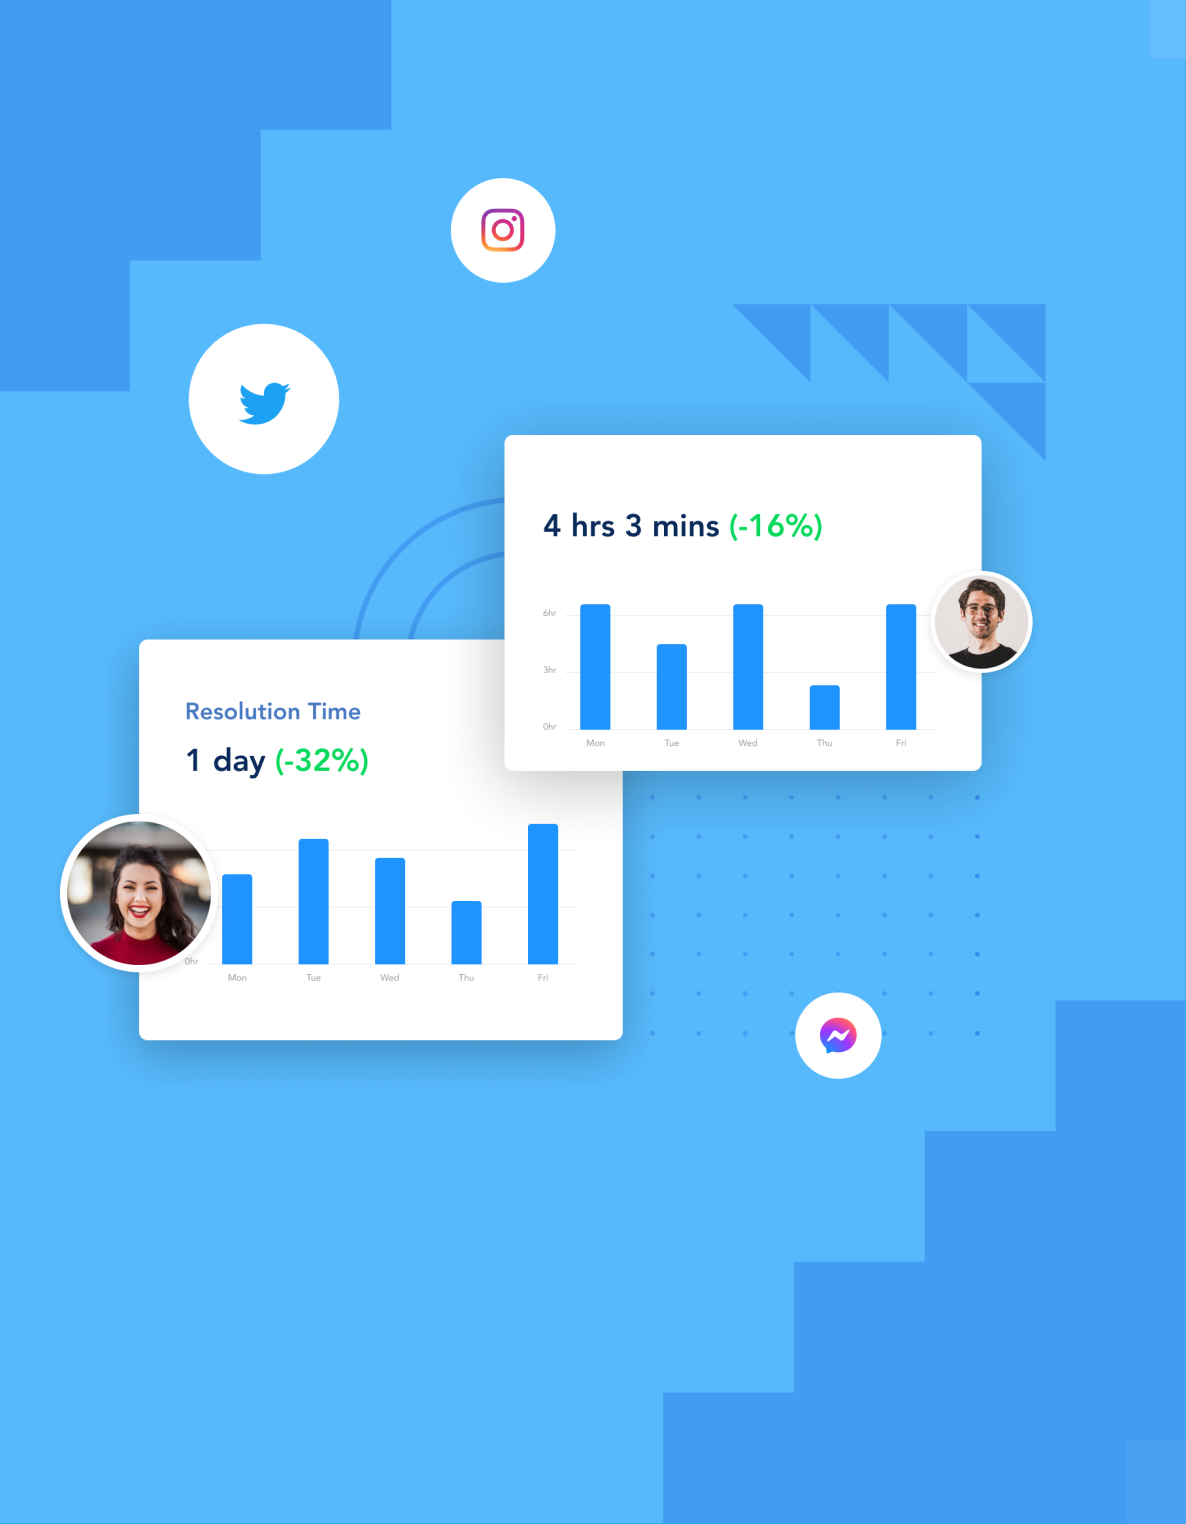 4 hrs 3 mins (-16%)
6hr
3hr
0hr
Mon Tue Wed Thu Fri
Resolution Time
1 day (-32%)
0hr
Mon Tue Wed Thu Fri